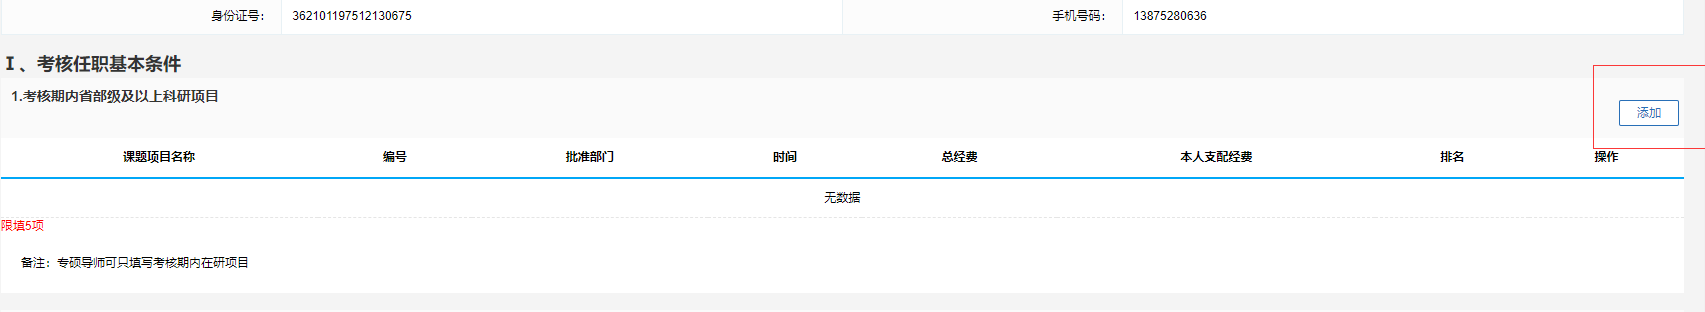 身份证号： 362101197512130675 手机号码： 13875280636
I 、考核任职基本条件
1.考核期内省部级及以上科研项目
添加
课题项目名称 编号 批准部门 时间 总经费 本人支配经费 排名 操作
无数据
限填5项
备注：专硕导师可只填写考核期内在研项目